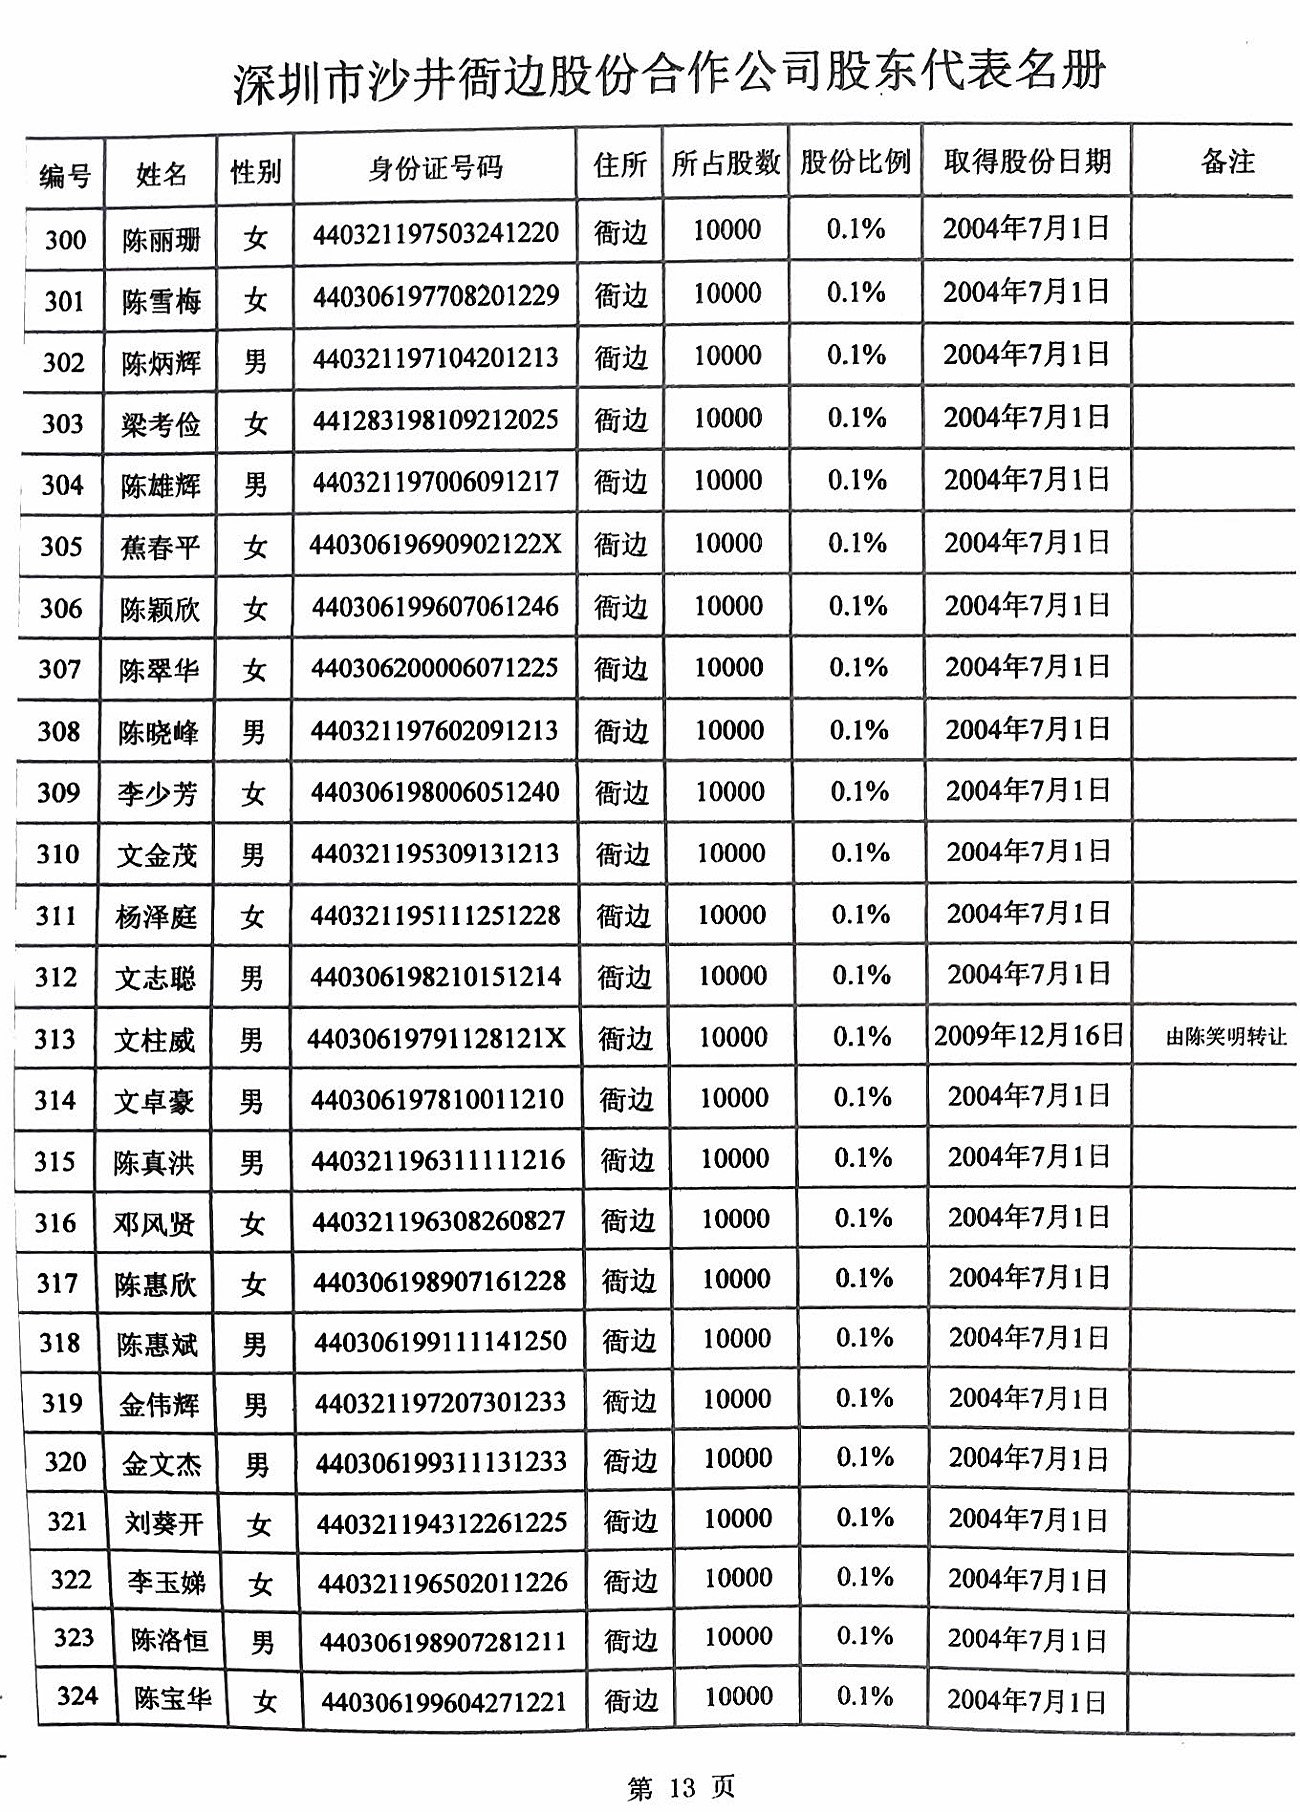 深圳市沙井衙边股份合作公司股东代表名册
编号 姓名 性别 身份证号码 住所 所占股数 股份比例 取得股份日期 备注
300 陈丽珊 女 440321197503241220 衙边 10000 0.1% 2004年7月1日
301 陈雪梅 女 440306197708201229 衙边 10000 0.1% 2004年7月1日
302 陈炳辉 男 440321197104201213 衙边 10000 0.1% 2004年7月1日
303 梁考俭 女 441283198109212025 衙边 10000 0.1% 2004年7月1日
304 陈雄辉 男 440321197006091217 衙边 10000 0.1% 2004年7月1日
305 蕉春平 女 44030619690902122X 衙边 10000 0.1% 2004年7月1日
306 陈颖欣 女 440306199607061246 衙边 10000 0.1% 2004年7月1日
307 陈翠华 女 440306200006071225 衙边 10000 0.1% 2004年7月1日
308 陈晓峰 男 440321197602091213 衙边 10000 0.1% 2004年7月1日
309 李少芳 女 440306198006051240 衙边 10000 0.1% 2004年7月1日
310 文金茂 男 440321195309131213 衙边 10000 0.1% 2004年7月1日
311 杨泽庭 女 440321195111251228 衙边 10000 0.1% 2004年7月1日
312 文志聪 男 440306198210151214 衙边 10000 0.1% 2004年7月1日
313 文柱威 男 44030619791128121X 衙边 10000 0.1% 2009年12月16日 由陈笑明转让
314 文卓豪 男 440306197810011210 衙边 10000 0.1% 2004年7月1日
315 陈真洪 男 440321196311111216 衙边 10000 0.1% 2004年7月1日
316 邓风贤 女 440321196308260827 衙边 10000 0.1% 2004年7月1日
317 陈惠欣 女 440306198907161228 衙边 10000 0.1% 2004年7月1日
318 陈惠斌 男 440306199111141250 衙边 10000 0.1% 2004年7月1日
319 金伟辉 男 440321197207301233 衙边 10000 0.1% 2004年7月1日
320 金文杰 男 440306199311131233 衙边 10000 0.1% 2004年7月1日
321 刘葵开 女 440321194312261225 衙边 10000 0.1% 2004年7月1日
322 李玉娣 女 440321196502011226 衙边 10000 0.1% 2004年7月1日
323 陈洛恒 男 440306198907281211 衙边 10000 0.1% 2004年7月1日
324 陈宝华 女 440306199604271221 衙边 10000 0.1% 2004年7月1日
第 13 页